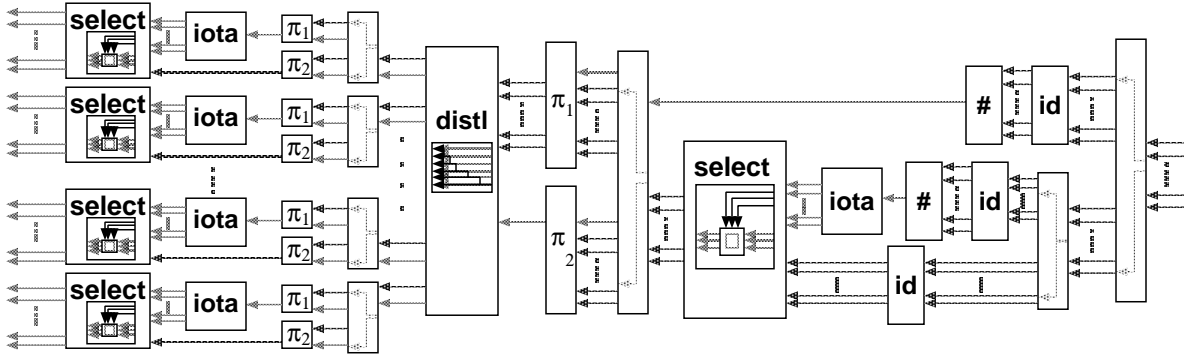 select
iota
π1
π2
select
iota
π1
π2
select
iota
π1
π2
select
iota
π1
π2
distl
π1
π2
select
iota
#
id
id
#
id